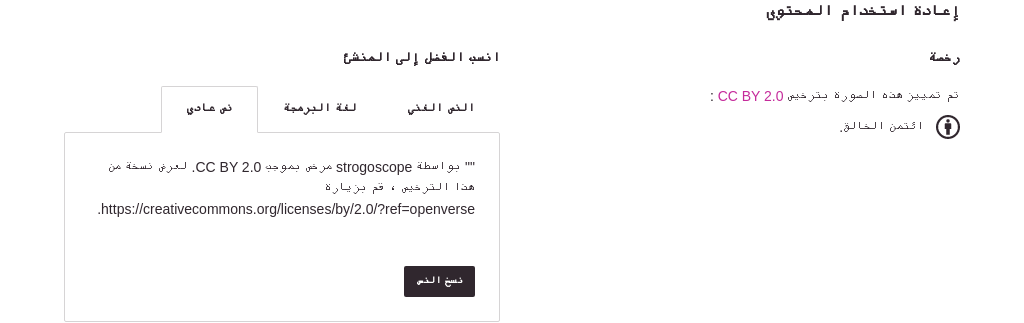 إعادة استخدام المحتوى
رخصة
تم تمييز هذه الصورة بترخيص CC BY 2.0 :
ائتمن الخالق.
انسب الفضل إلى المنشئ
النص الغني
لغة البرمجة
نص عادي
"" بواسطة strogoscope مرخص بموجب CC BY 2.0. لعرض نسخة من
هذا الترخيص ، قم بزيارة
https://creativecommons.org/licenses/by/2.0/?ref=openverse.
نسخ النص